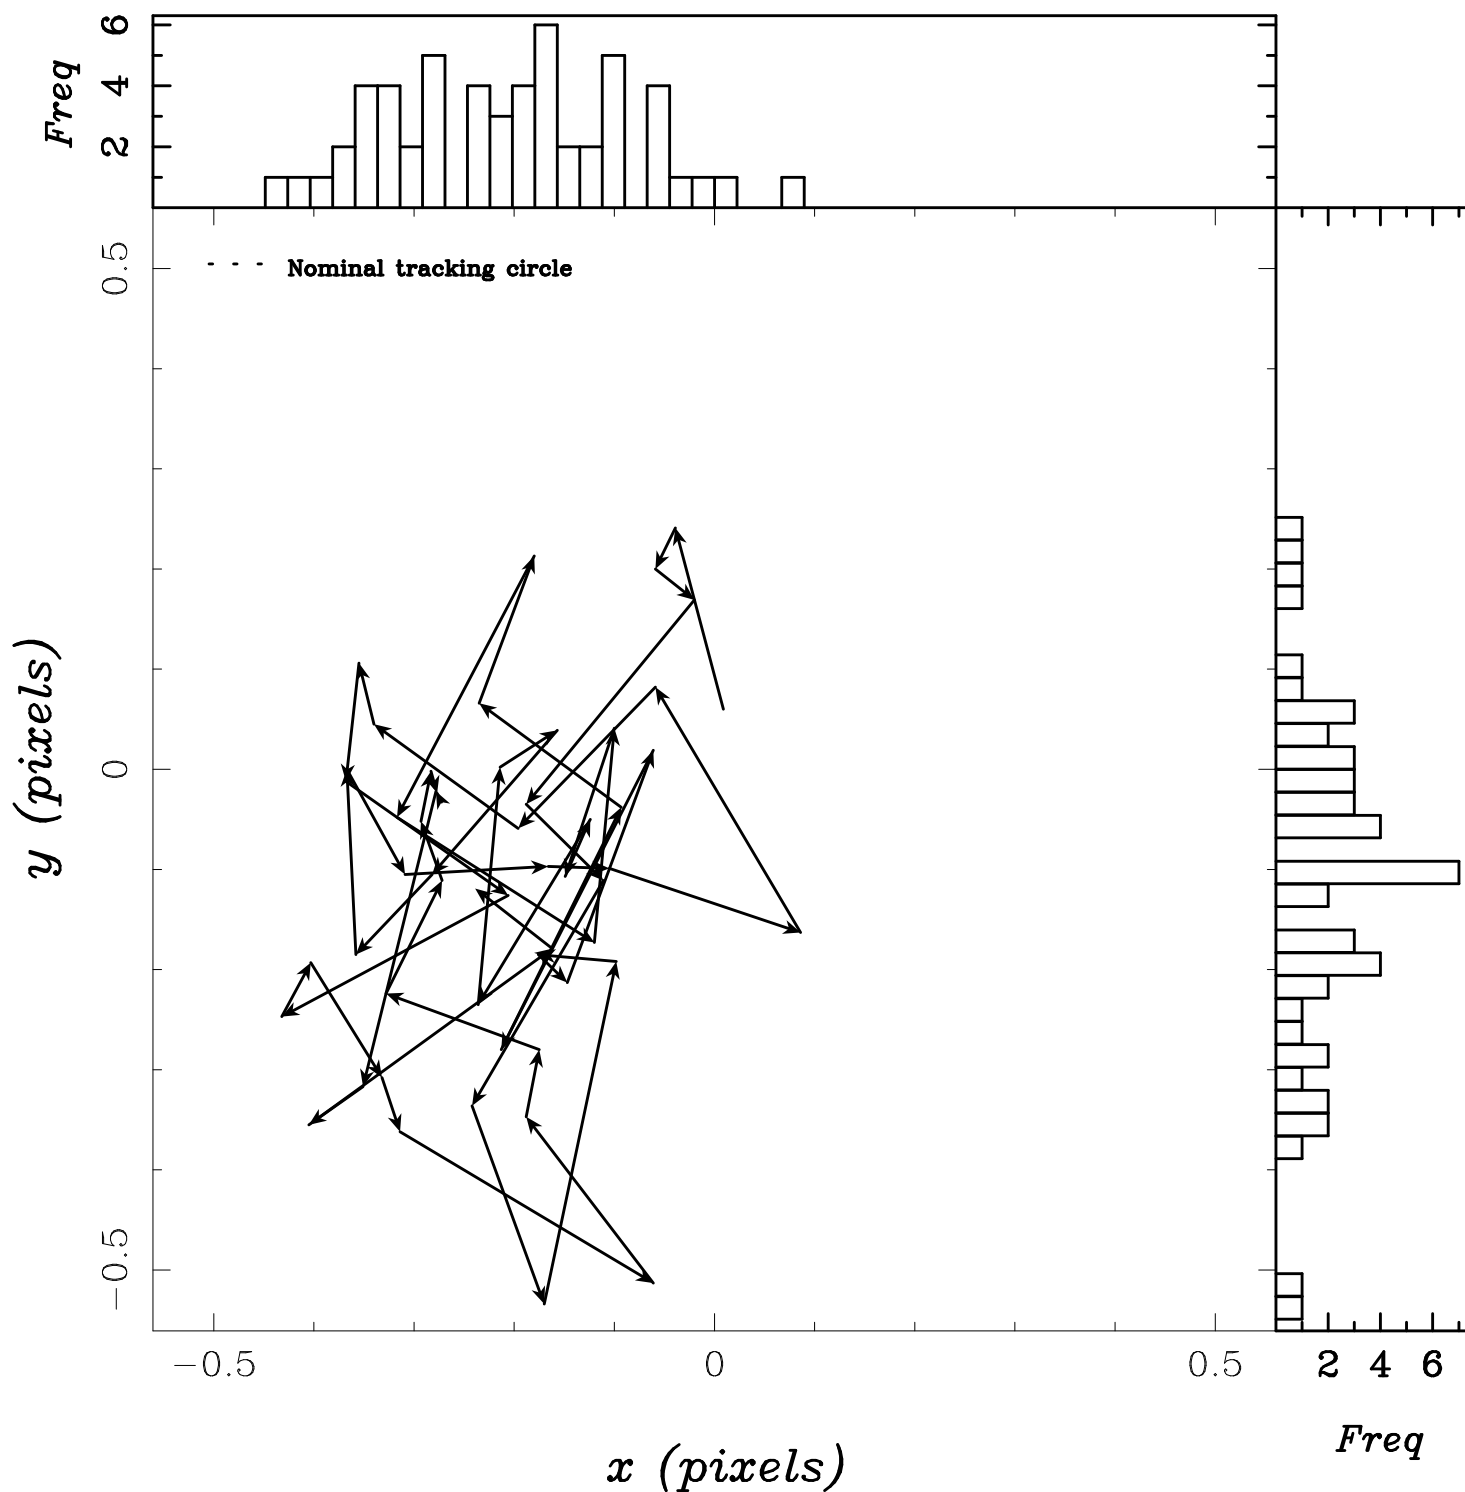 Freq
6
4
2
0.5
0
−0.5
- - - Nominal tracking circle
y (pixels)
−0.5 0 0.5
2 4 6
Freq
x (pixels)